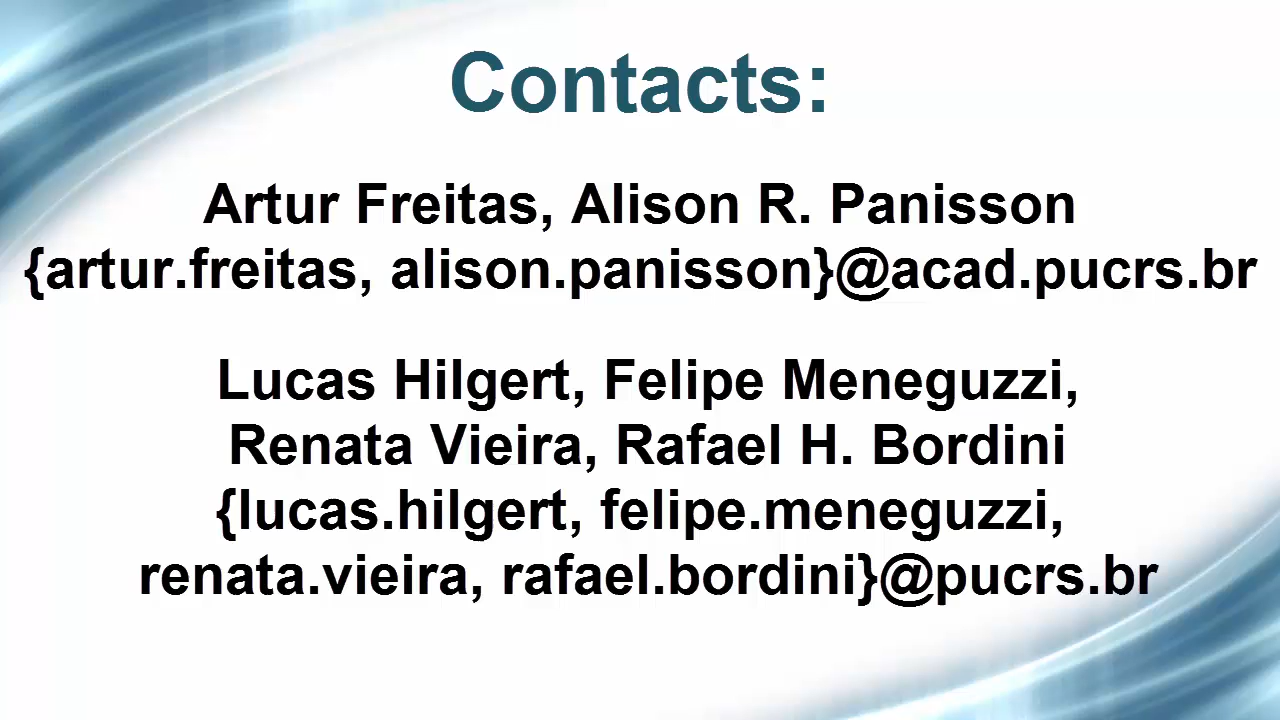 Contacts:
Artur Freitas, Alison R. Panisson
{artur.freitas, alison.panisson}@acad.pucrs.br
Lucas Hilgert, Felipe Meneguzzi,
Renata Vieira, Rafael H. Bordini
{lucas.hilgert, felipe.meneguzzi,
renata.vieira, rafael.bordini}@pucrs.br